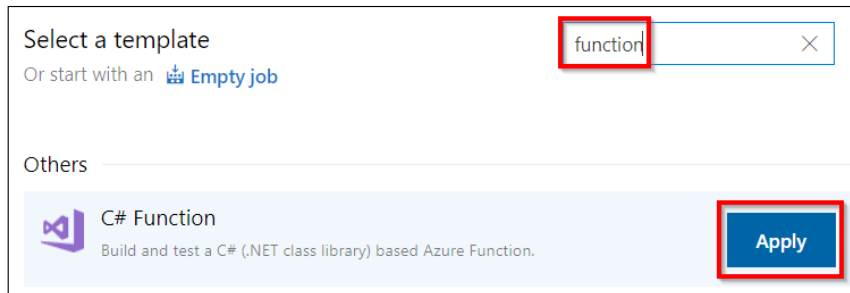 Select a template
function
Or start with an Empty job
Others
C# Function
Build and test a C# (.NET class library) based Azure Function.
Apply